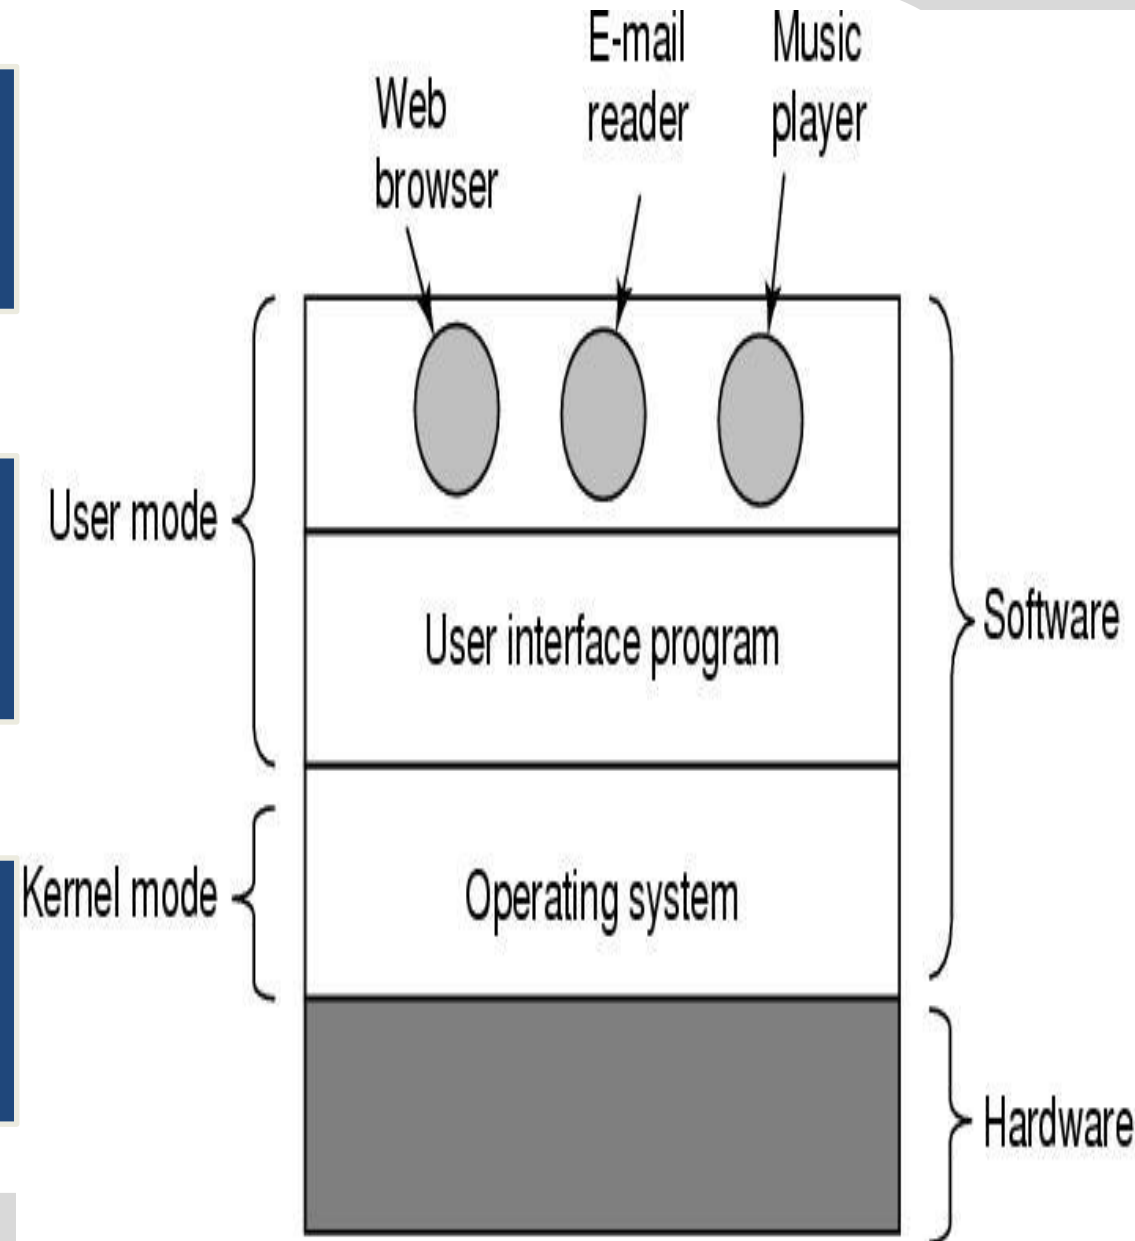 E-mail
reader
Music
player
Web
browser
User mode
User interface program
Software
Kernel mode
Operating system
Hardware